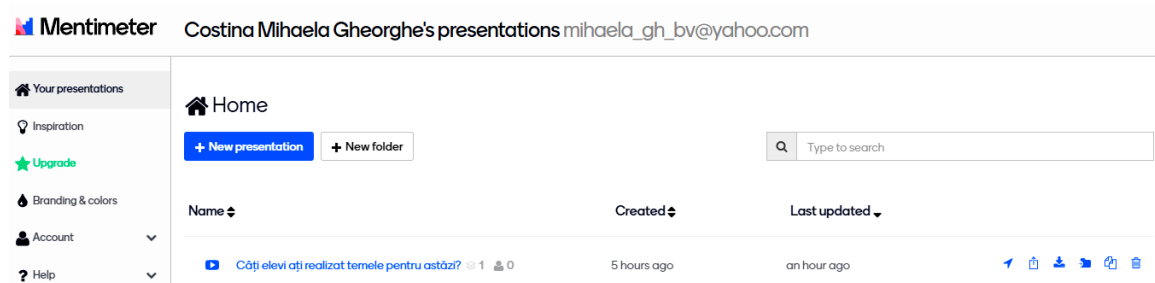 Mentimeter
Costina Mihaela Gheorghe's presentations mihaela_gh_bv@yahoo.com
Your presentations
Inspiration
Upgrade
Branding & colors
Account
? Help
Home
+ New presentation
+ New folder
Type to search
Name
Created
Last updated
Câți elevi ați realizat temele pentru astăzi? 1 0
5 hours ago
an hour ago